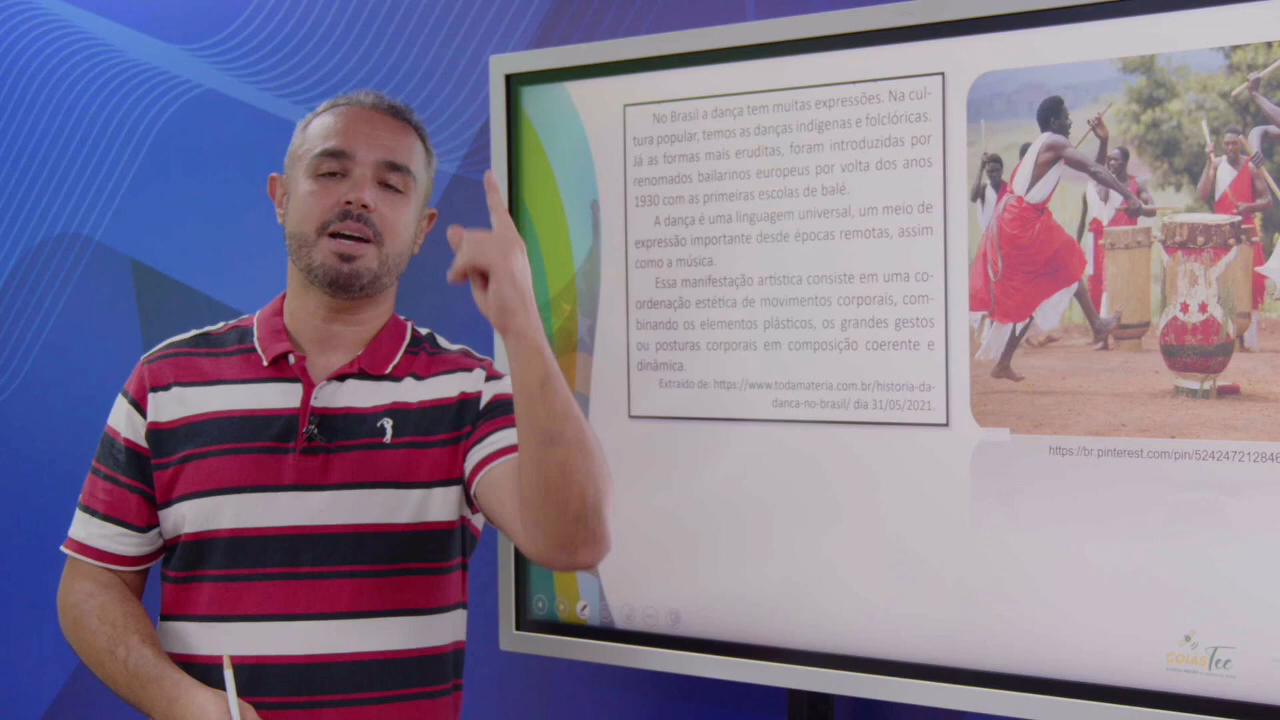 No Brasil a dança tem muitas expressões. Na cul-
tura popular, temos as danças indígenas e folclóricas.
Já as formas mais eruditas, foram introduzidas por
renomados bailarinos europeus por volta dos anos
1930 com as primeiras escolas de balé.
A dança é uma linguagem universal, um meio de
expressão importante desde épocas remotas, assim
como a música.
Essa manifestação artística consiste em uma co-
ordenação estética de movimentos corporais, com-
binando os elementos plásticos, os grandes gestos
ou posturas corporais em composição coerente e
dinâmica.
Extraído de: https://www.todamateria.com.br/historia-da-
danca-no-brasil/ dia 31/05/2021.
https://br.pinterest.com/pin/524247212846
GOIÁS Tec